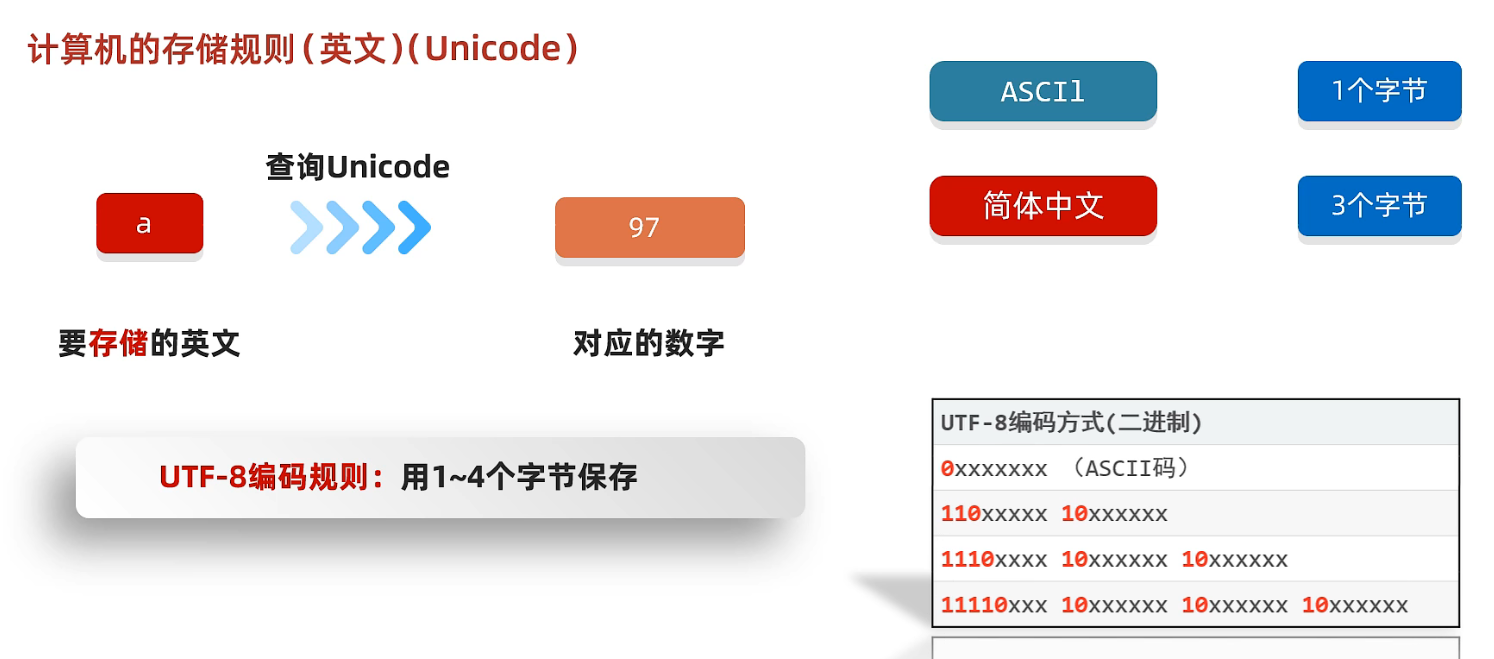 计算机的存储规则(英文)(Unicode)
ASCIl
1个字节
查询Unicode
a
97
简体中文
3个字节
要存储的英文
对应的数字
UTF-8编码规则：用1~4个字节保存
UTF-8编码方式(二进制)
0xxxxxxx （ASCII码）
110xxxxx 10xxxxxx
1110xxxx 10xxxxxx 10xxxxxx
11110xxx 10xxxxxx 10xxxxxx 10xxxxxx